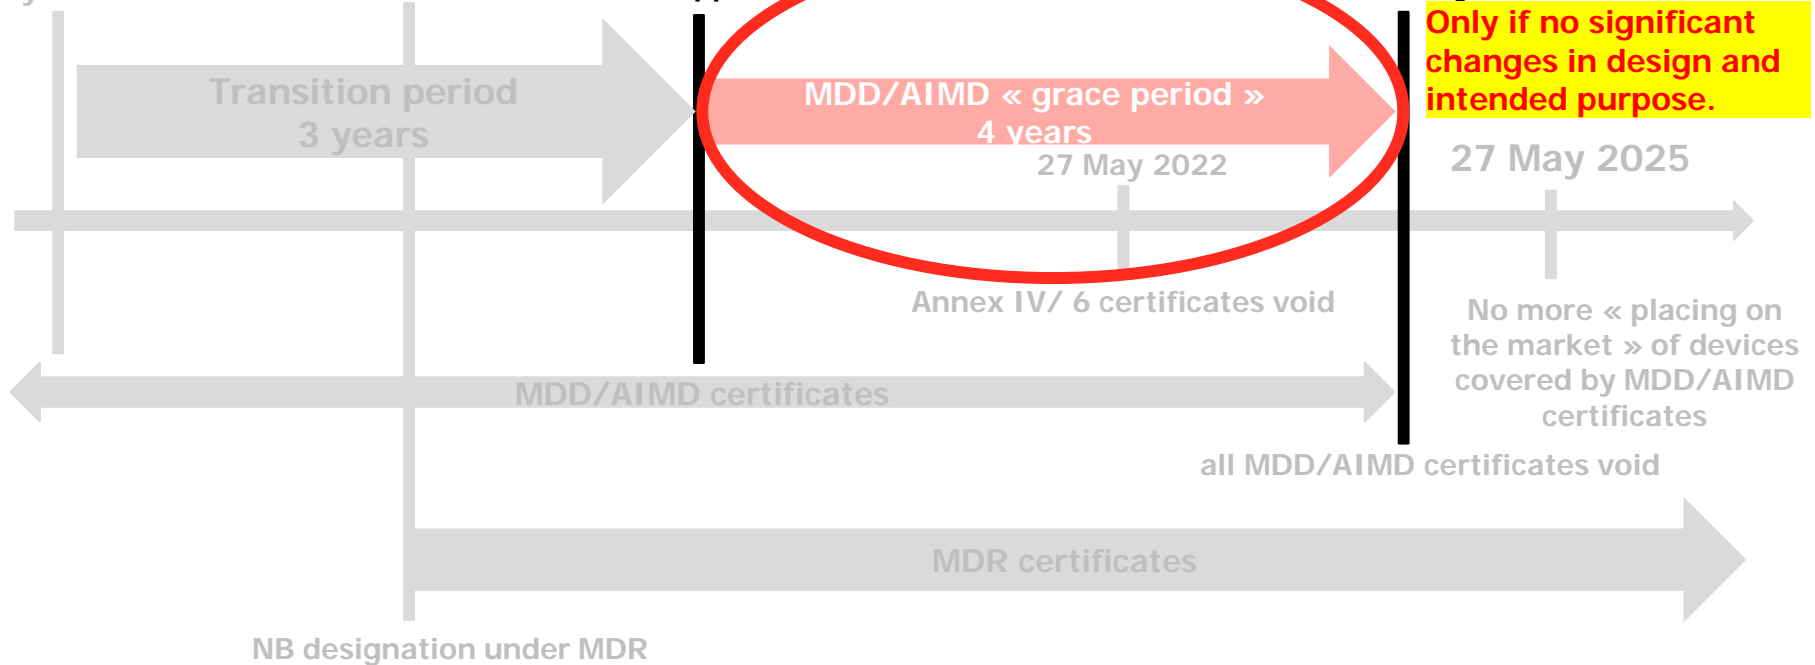 Only if no significant
changes in design and
intended purpose.
Transition period
3 years
MDD/AIMD « grace period »
4 years
27 May 2022
27 May 2025
Annex IV/ 6 certificates void
No more « placing on
the market » of devices
covered by MDD/AIMD
certificates
MDD/AIMD certificates
all MDD/AIMD certificates void
MDR certificates
NB designation under MDR